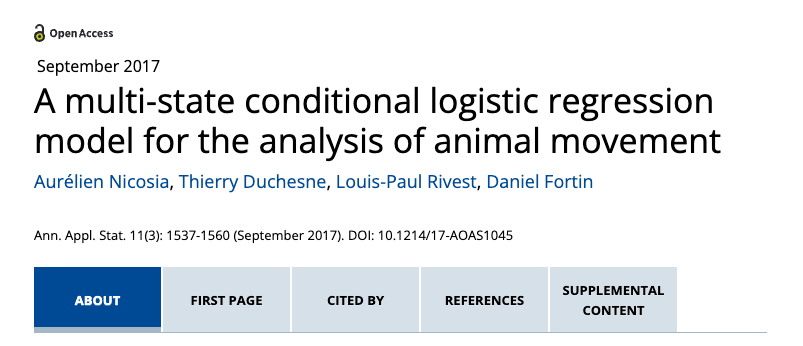 Open Access
September 2017
A multi-state conditional logistic regression
model for the analysis of animal movement
Aurélien Nicosia, Thierry Duchesne, Louis-Paul Rivest, Daniel Fortin
Ann. Appl. Stat. 11(3): 1537-1560 (September 2017). DOI: 10.1214/17-AOAS1045
ABOUT
FIRST PAGE
CITED BY
REFERENCES
SUPPLEMENTAL
CONTENT